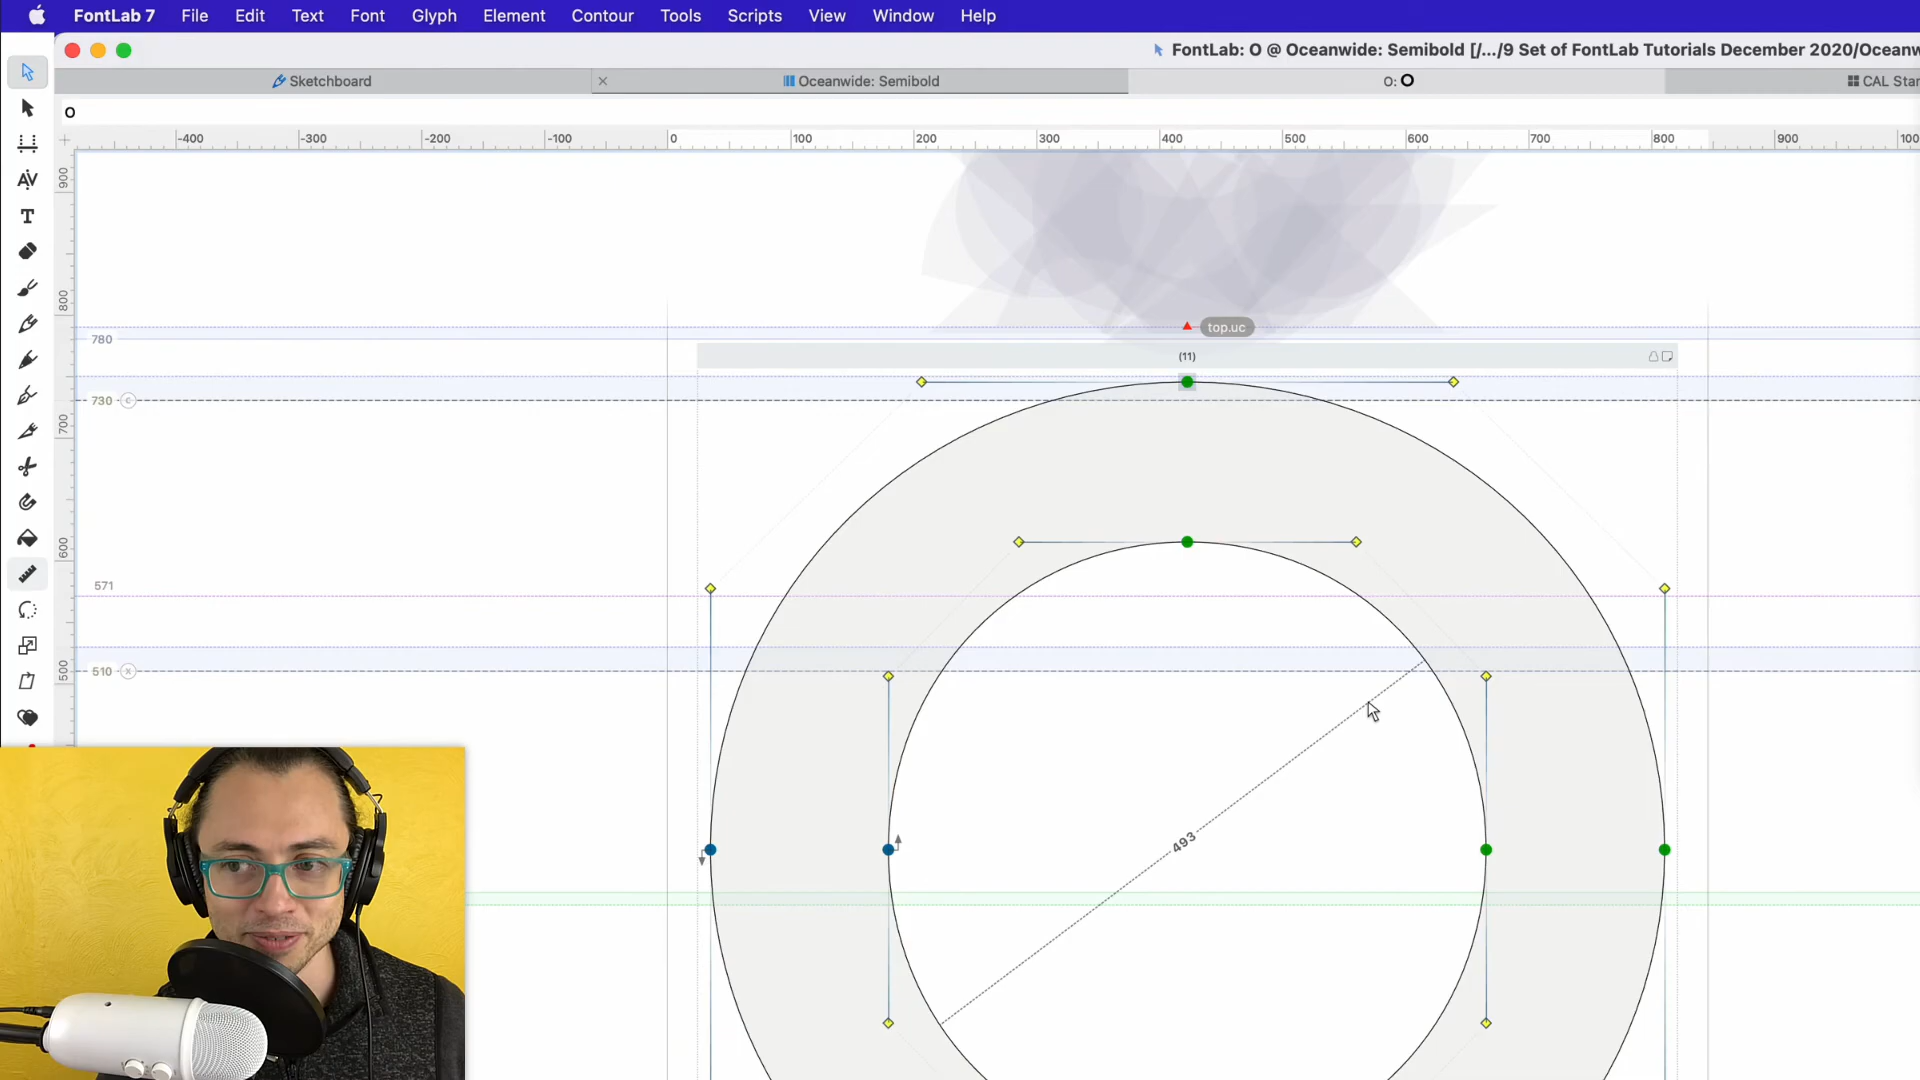 FontLab 7 File Edit Text Font Glyph Element Contour Tools Scripts View Window Help
FontLab: O @ Oceanwide: Semibold [/.../9 Set of FontLab Tutorials December 2020/Oceanw
Sketchboard Oceanwide: Semibold O: O CAL Star
O
-400 -300 -200 -100 0 100 200 300 400 500 600 700 800 900 1000
900
800
top.uc
780
(11)
730 c
700
600
571
510 x
500
493